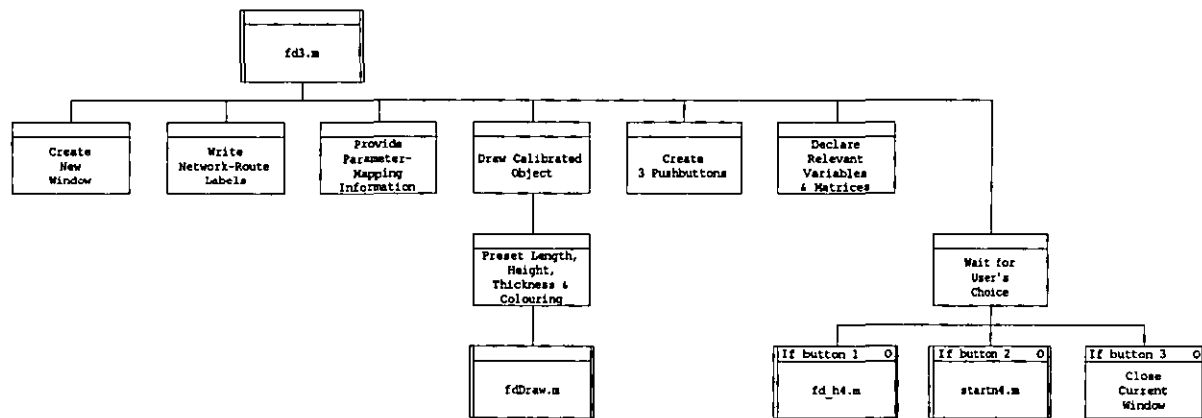 fd3.m
Create
New
Window
Write
Network-Route
Labels
Provide
Parameter-
Mapping
Information
Draw Calibrated
Object
Create
3 Pushbuttons
Declare
Relevant
Variables
& Matrices
Preset Length,
Height,
Thickness &
Colouring
Wait for
User's
Choice
fdDraw.m
If button 1 O
fd_h4.m
If button 2 O
startn4.m
If button 3 O
Close
Current
Window